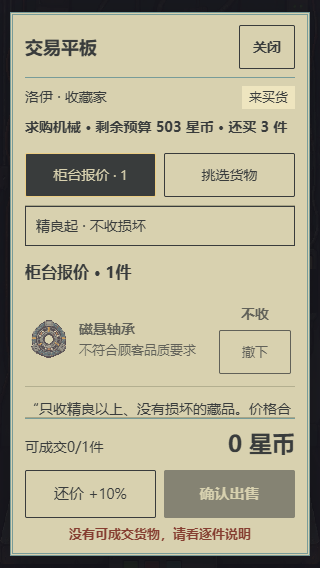 交易平板
关闭
洛伊 · 收藏家
来买货
求购机械 • 剩余预算 503 星币 • 还买 3 件
柜台报价 · 1
挑选货物
精良起 · 不收损坏
柜台报价 • 1件
磁悬轴承
不符合顾客品质要求
不收
撤下
“只收精良以上、没有损坏的藏品。价格合
可成交0/1件
0 星币
还价 +10%
确认出售
没有可成交货物，请看逐件说明